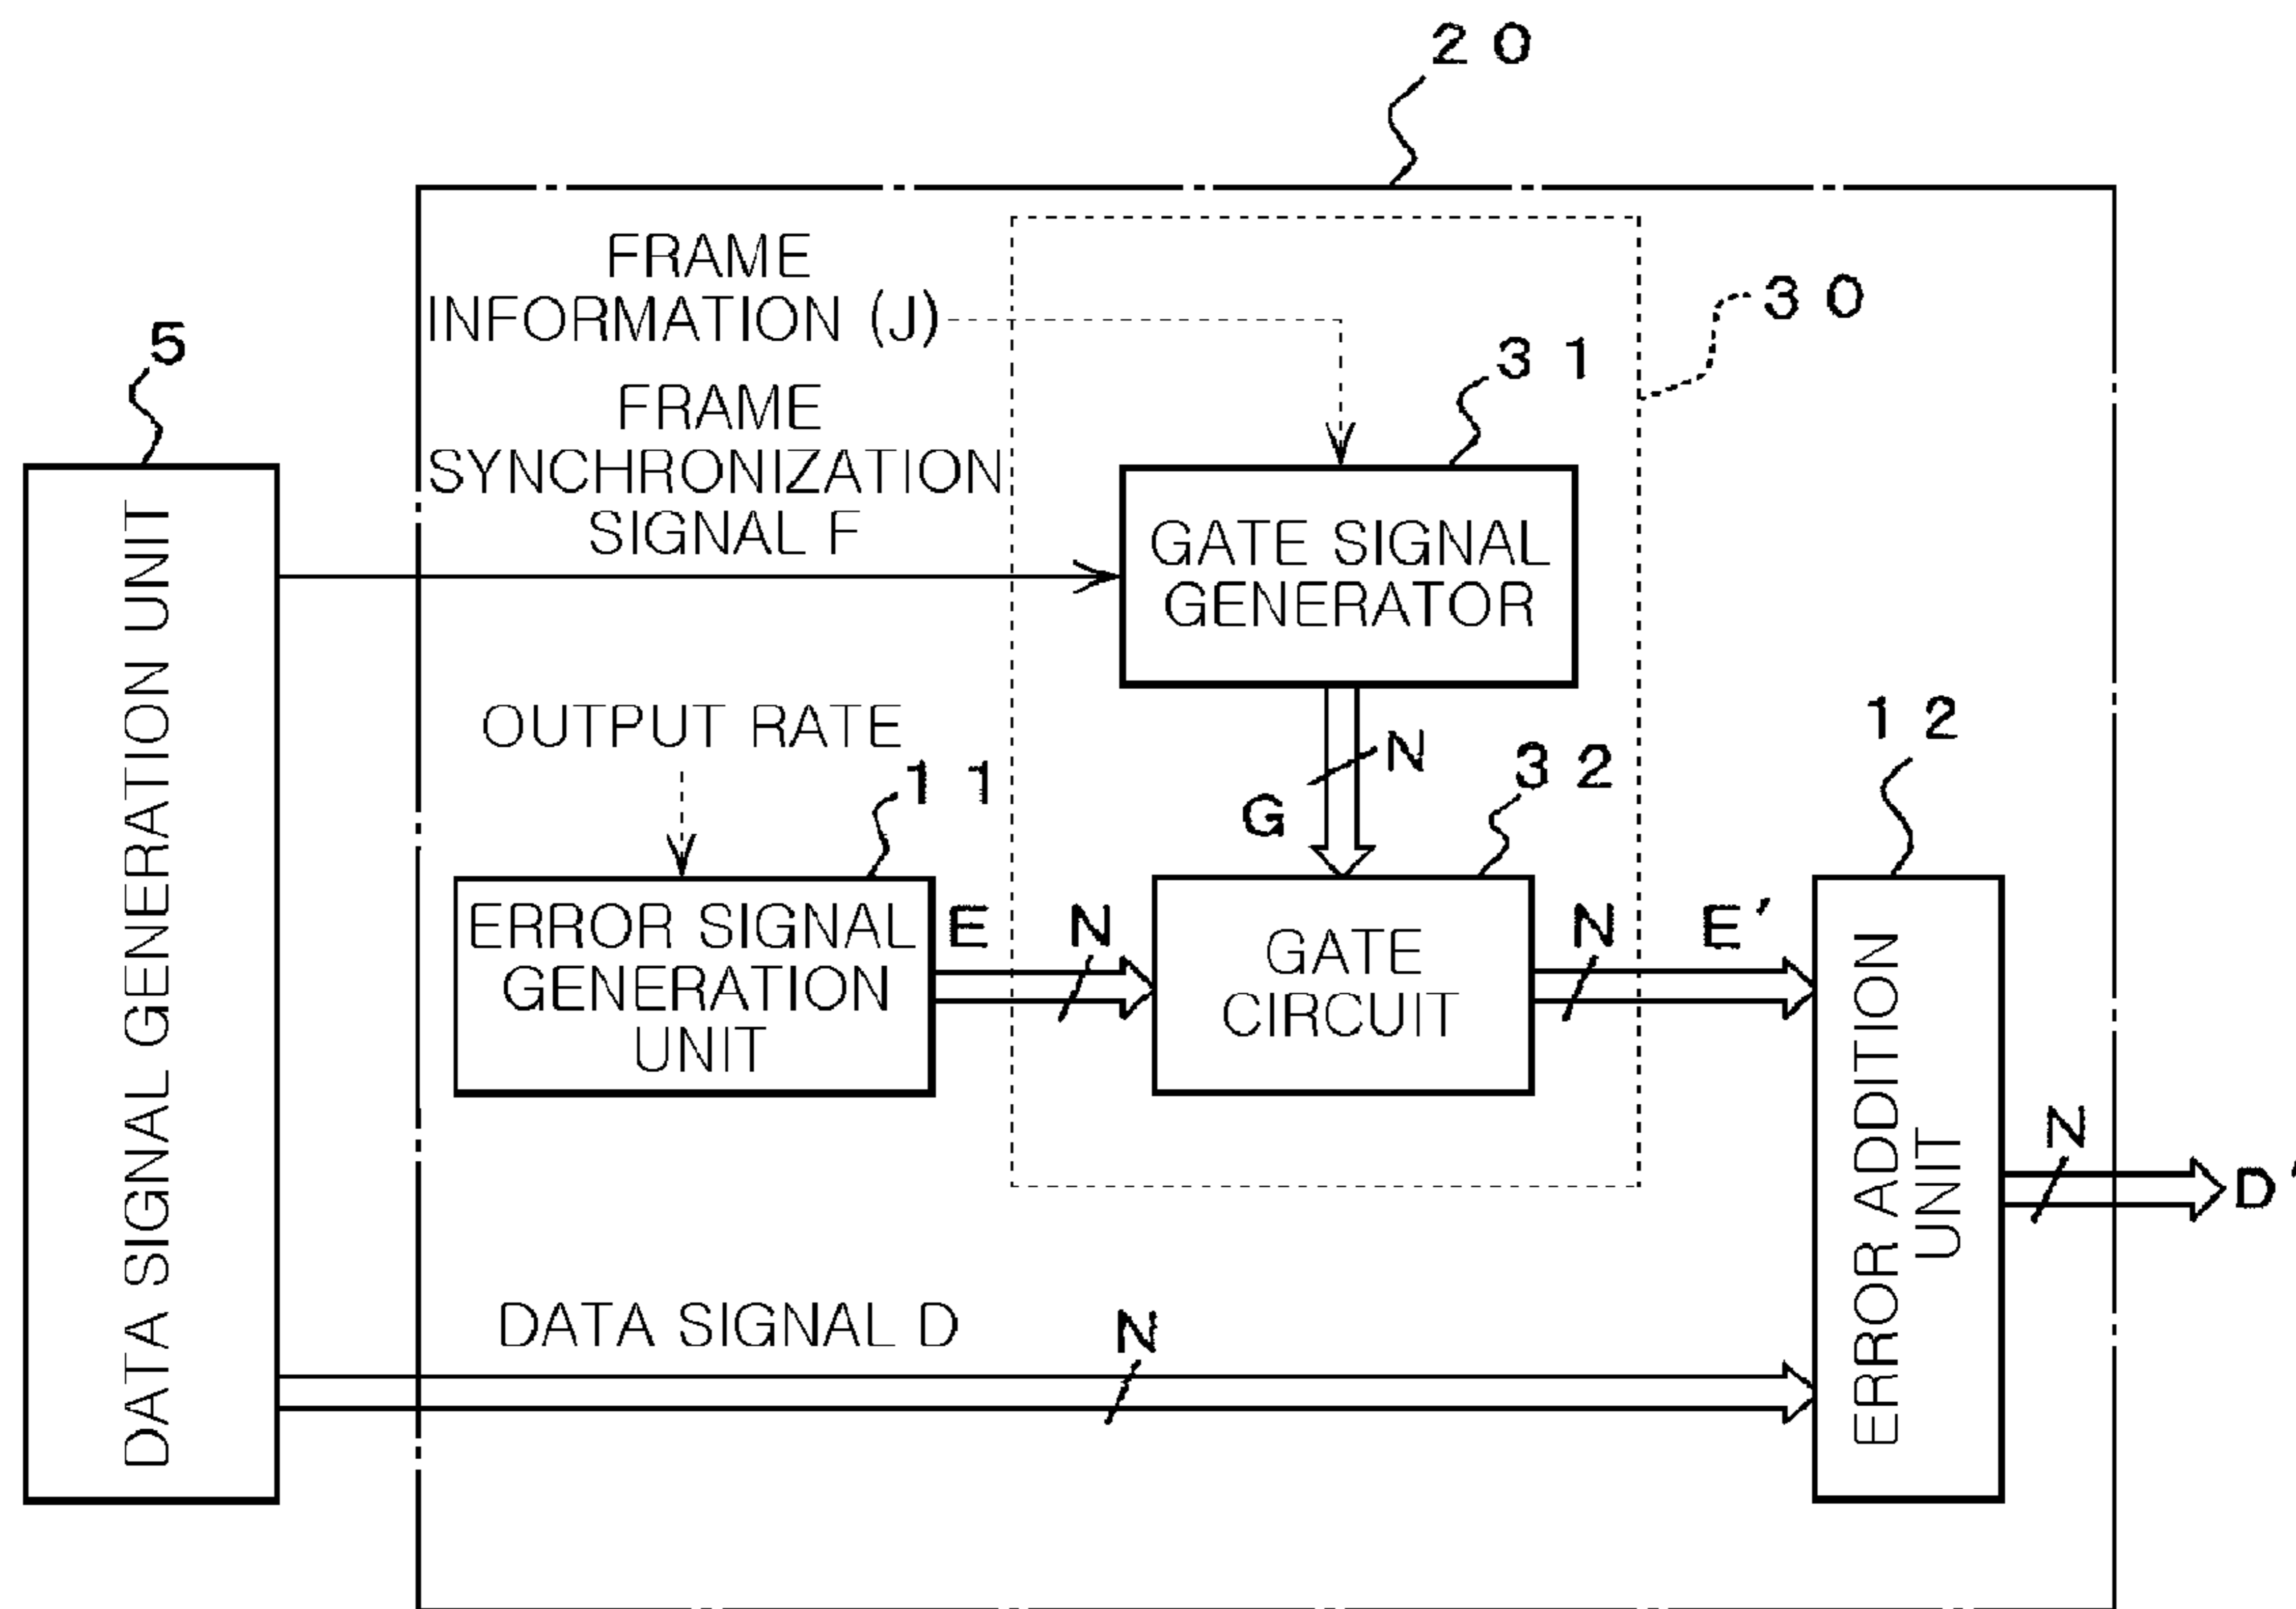 20
FRAME
INFORMATION (J)
30
5
31
FRAME
SYNCHRONIZATION
SIGNAL F
GATE SIGNAL
GENERATOR
DATA SIGNAL GENERATION UNIT
OUTPUT RATE
N
G
11
32
12
ERROR SIGNAL
GENERATION
UNIT
E
N
GATE
CIRCUIT
N
E'
ERROR ADDITION
UNIT
N
D'
DATA SIGNAL D
N